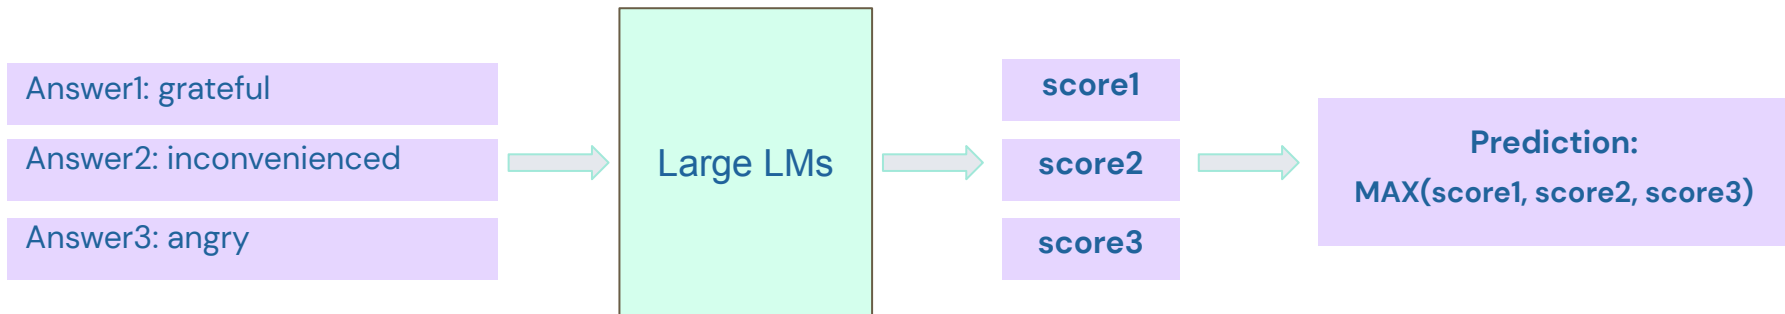 Answer1: grateful
Answer2: inconvenienced
Answer3: angry
Large LMs
score1
score2
score3
Prediction:
MAX(score1, score2, score3)